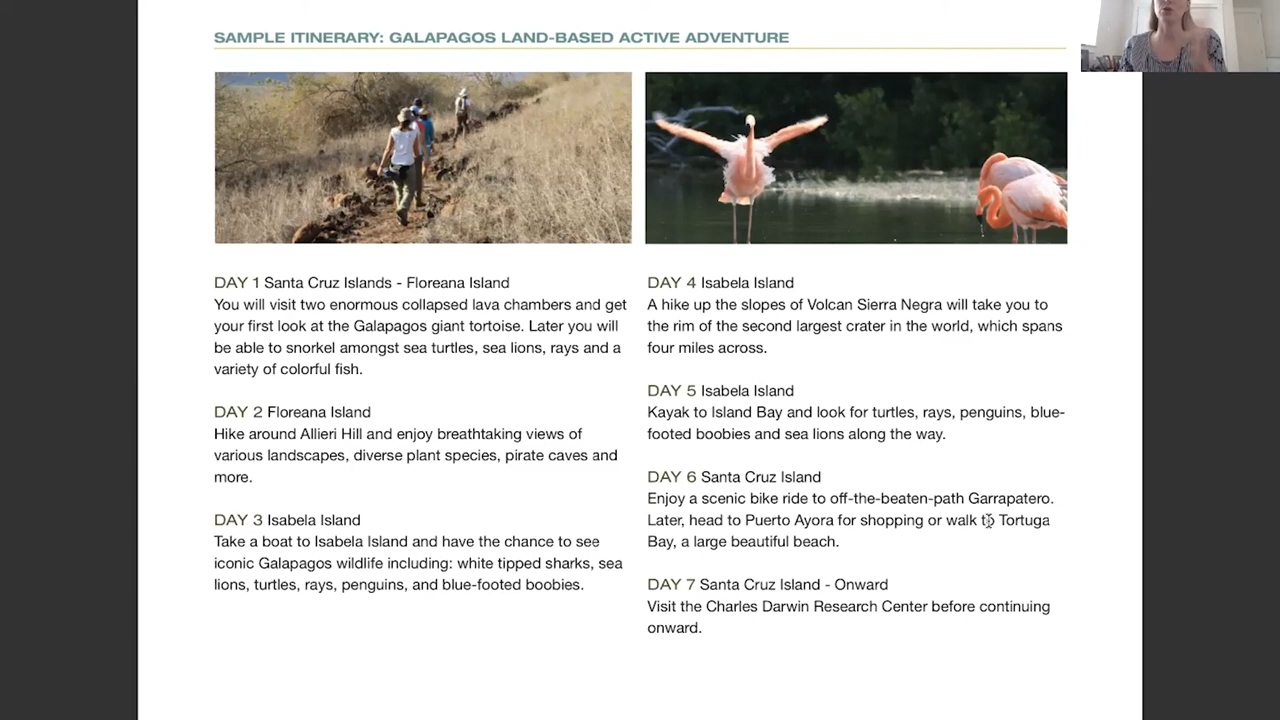 SAMPLE ITINERARY: GALAPAGOS LAND-BASED ACTIVE ADVENTURE
DAY 1 Santa Cruz Islands - Floreana Island
You will visit two enormous collapsed lava chambers and get
your first look at the Galapagos giant tortoise. Later you will
be able to snorkel amongst sea turtles, sea lions, rays and a
variety of colorful fish.
DAY 2 Floreana Island
Hike around Allieri Hill and enjoy breathtaking views of
various landscapes, diverse plant species, pirate caves and
more.
DAY 3 Isabela Island
Take a boat to Isabela Island and have the chance to see
iconic Galapagos wildlife including: white tipped sharks, sea
lions, turtles, rays, penguins, and blue-footed boobies.
DAY 4 Isabela Island
A hike up the slopes of Volcan Sierra Negra will take you to
the rim of the second largest crater in the world, which spans
four miles across.
DAY 5 Isabela Island
Kayak to Island Bay and look for turtles, rays, penguins, blue-
footed boobies and sea lions along the way.
DAY 6 Santa Cruz Island
Enjoy a scenic bike ride to off-the-beaten-path Garrapatero.
Later, head to Puerto Ayora for shopping or walk to Tortuga
Bay, a large beautiful beach.
DAY 7 Santa Cruz Island - Onward
Visit the Charles Darwin Research Center before continuing
onward.